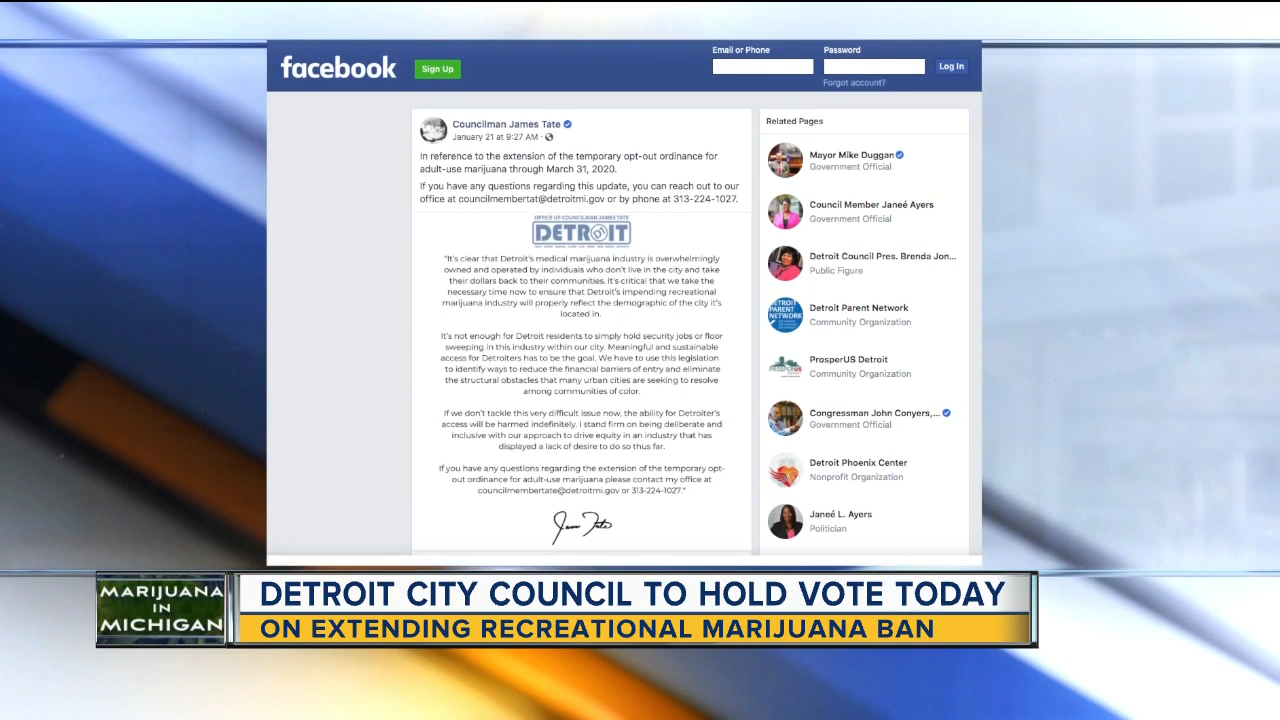 facebook
Sign Up
Email or Phone
Password
Log In
Forgot account?
Councilman James Tate
January 21 at 9:27 AM ·
In reference to the extension of the temporary opt-out ordinance for
adult-use marijuana through March 31, 2020.
If you have any questions regarding this update, you can reach out to our
office at councilmembertat@detroitmi.gov or by phone at 313-224-1027.
OFFICE OF COUNCILMAN JAMES TATE
DETROIT
"It's clear that Detroit's medical marijuana industry is overwhelmingly
owned and operated by individuals who don't live in the city and take
their dollars back to their communities. It's critical that we take the
necessary time now to ensure that Detroit's impending recreational
marijuana industry will properly reflect the demographic of the city it's
located in.
It's not enough for Detroit residents to simply hold security jobs or floor
sweeping in this industry within our city. Meaningful and sustainable
access for Detroiters has to be the goal. We have to use this legislation
to identify ways to reduce the financial barriers of entry and eliminate
the structural obstacles that many urban cities are seeking to resolve
among communities of color.
If we don't tackle this very difficult issue now, the ability for Detroiter's
access will be harmed indefinitely. I stand firm on being deliberate and
inclusive with our approach to drive equity in an industry that has
displayed a lack of desire to do so thus far.
If you have any questions regarding the extension of the temporary opt-
out ordinance for adult-use marijuana please contact my office at
councilmembertate@detroitmi.gov or 313-224-1027."
Jam Tate
Related Pages
Mayor Mike Duggan
Government Official
Council Member Janeé Ayers
Government Official
Detroit Council Pres. Brenda Jon...
Public Figure
DETROIT
PARENT
NETWORK
Detroit Parent Network
Community Organization
PROSPERUS
ProsperUS Detroit
Community Organization
Congressman John Conyers,...
Government Official
Detroit Phoenix Center
Nonprofit Organization
Janeé L. Ayers
Politician
MARIJUANA
IN
MICHIGAN
DETROIT CITY COUNCIL TO HOLD VOTE TODAY
ON EXTENDING RECREATIONAL MARIJUANA BAN